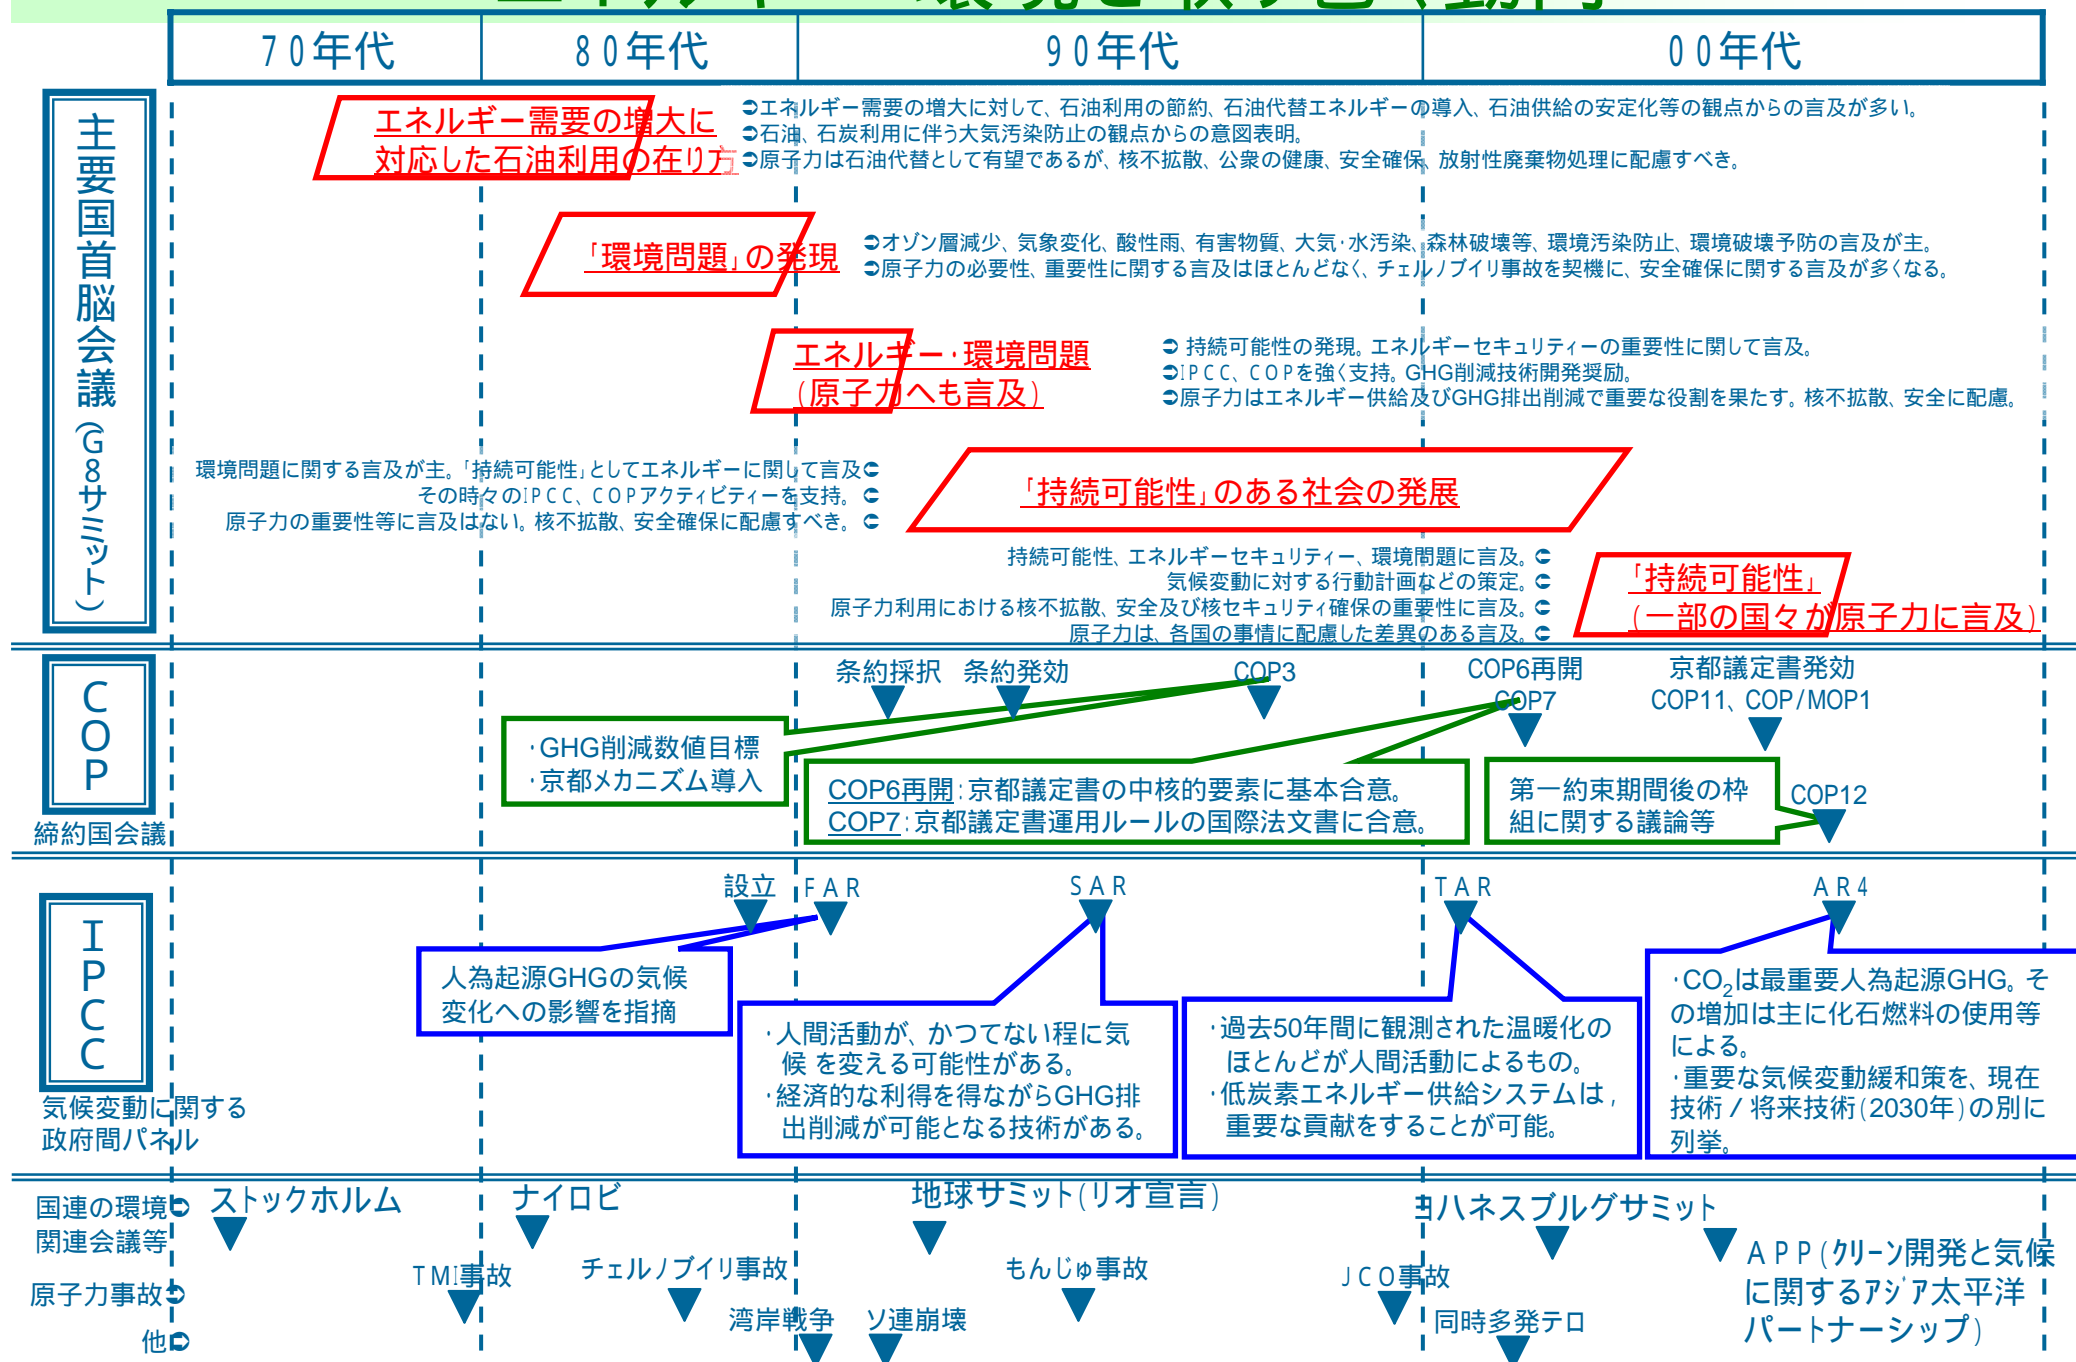 70年代
80年代
90年代
00年代
主要国首脳会議（G8サミット）
エネルギー需要の増大に
対応した石油利用の在り方
➲エネルギー需要の増大に対して、石油利用の節約、石油代替エネルギーの導入、石油供給の安定化等の観点からの言及が多い。
➲石油、石炭利用に伴う大気汚染防止の観点からの意図表明。
➲原子力は石油代替として有望であるが、核不拡散、公衆の健康、安全確保、放射性廃棄物処理に配慮すべき。
「環境問題」の発現
➲オゾン層減少、気象変化、酸性雨、有害物質、大気・水汚染、森林破壊等、環境汚染防止、環境破壊予防の言及が主。
➲原子力の必要性、重要性に関する言及はほとんどなく、チェルノブイリ事故を契機に、安全確保に関する言及が多くなる。
エネルギー・環境問題
（原子力へも言及）
➲ 持続可能性の発現。エネルギーセキュリティーの重要性に関して言及。
➲IPCC、COPを強く支持。GHG削減技術開発奨励。
➲原子力はエネルギー供給及びGHG排出削減で重要な役割を果たす。核不拡散、安全に配慮。
環境問題に関する言及が主。「持続可能性」としてエネルギーに関して言及
その時々のIPCC、COPアクティビティーを支持。
原子力の重要性等に言及はない。核不拡散、安全確保に配慮すべき。
「持続可能性」のある社会の発展
持続可能性、エネルギーセキュリティー、環境問題に言及。
気候変動に対する行動計画などの策定。
原子力利用における核不拡散、安全及び核セキュリティ確保の重要性に言及。
原子力は、各国の事情に配慮した差異のある言及。
「持続可能性」
（一部の国々が原子力に言及）
COP
締約国会議
条約採択
条約発効
COP3
COP6再開
COP7
京都議定書発効
COP11、COP/MOP1
・GHG削減数値目標
・京都メカニズム導入
COP6再開：京都議定書の中核的要素に基本合意。
COP7：京都議定書運用ルールの国際法文書に合意。
第一約束期間後の枠
組に関する議論等
COP12
IPCC
気候変動に関する
政府間パネル
設立
FAR
SAR
TAR
AR4
人為起源GHGの気候
変化への影響を指摘
・人間活動が、かつてない程に気
候 を変える可能性がある。
・経済的な利得を得ながらGHG排
出削減が可能となる技術がある。
・過去50年間に観測された温暖化の
ほとんどが人間活動によるもの。
・低炭素エネルギー供給システムは，
重要な貢献をすることが可能。
・CO2は最重要人為起源GHG。そ
の増加は主に化石燃料の使用等
による。
・重要な気候変動緩和策を、現在
技術／将来技術（2030年）の別に
列挙。
国連の環境➲
関連会議等
ストックホルム
ナイロビ
地球サミット（リオ宣言）
ヨハネスブルグサミット
APP（クリーン開発と気候
に関するアジア太平洋
パートナーシップ）
原子力事故➲
TMI事故
チェルノブイリ事故
もんじゅ事故
JCO事故
他➲
湾岸戦争
ソ連崩壊
同時多発テロ